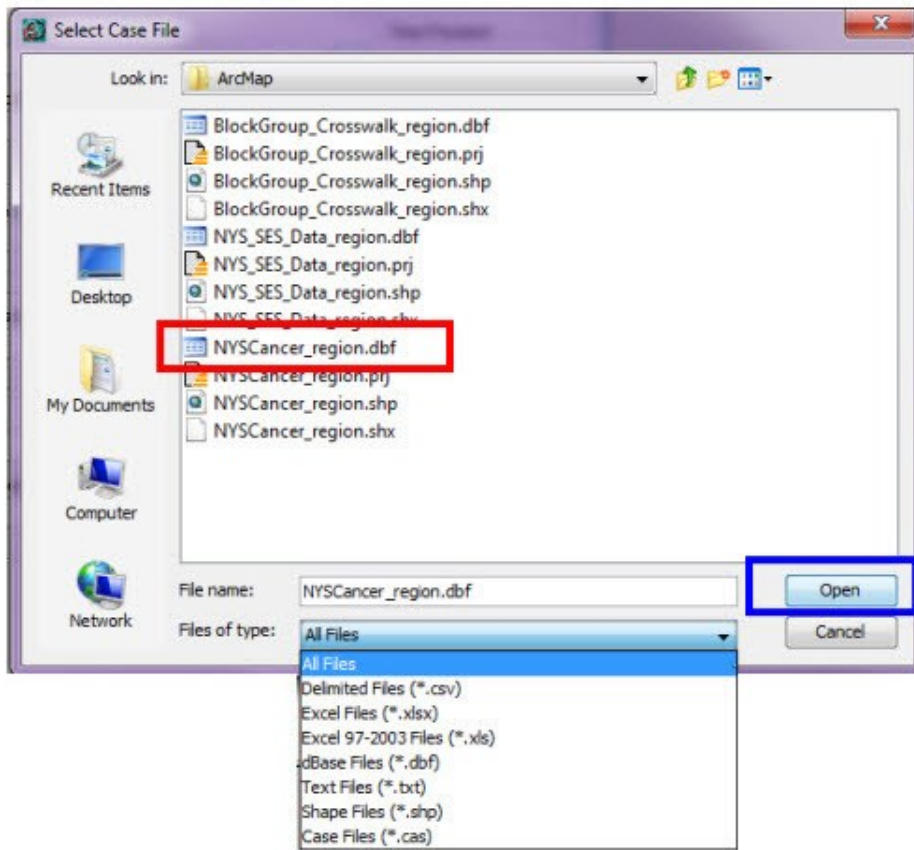 Select Case File
Look in:
ArcMap
BlockGroup_Crosswalk_region.dbf
BlockGroup_Crosswalk_region.prj
BlockGroup_Crosswalk_region.shp
BlockGroup_Crosswalk_region.shx
NYS_SES_Data_region.dbf
NYS_SES_Data_region.prj
NYS_SES_Data_region.shp
NYS_SES_Data_region.shx
NYSCancer_region.dbf
NYSCancer_region.prj
NYSCancer_region.shp
NYSCancer_region.shx
Recent Items
Desktop
My Documents
Computer
Network
File name:
NYSCancer_region.dbf
Open
Files of type:
All Files
Cancel
All Files
Delimited Files (*.csv)
Excel Files (*.xlsx)
Excel 97-2003 Files (*.xls)
dBase Files (*.dbf)
Text Files (*.txt)
Shape Files (*.shp)
Case Files (*.cas)